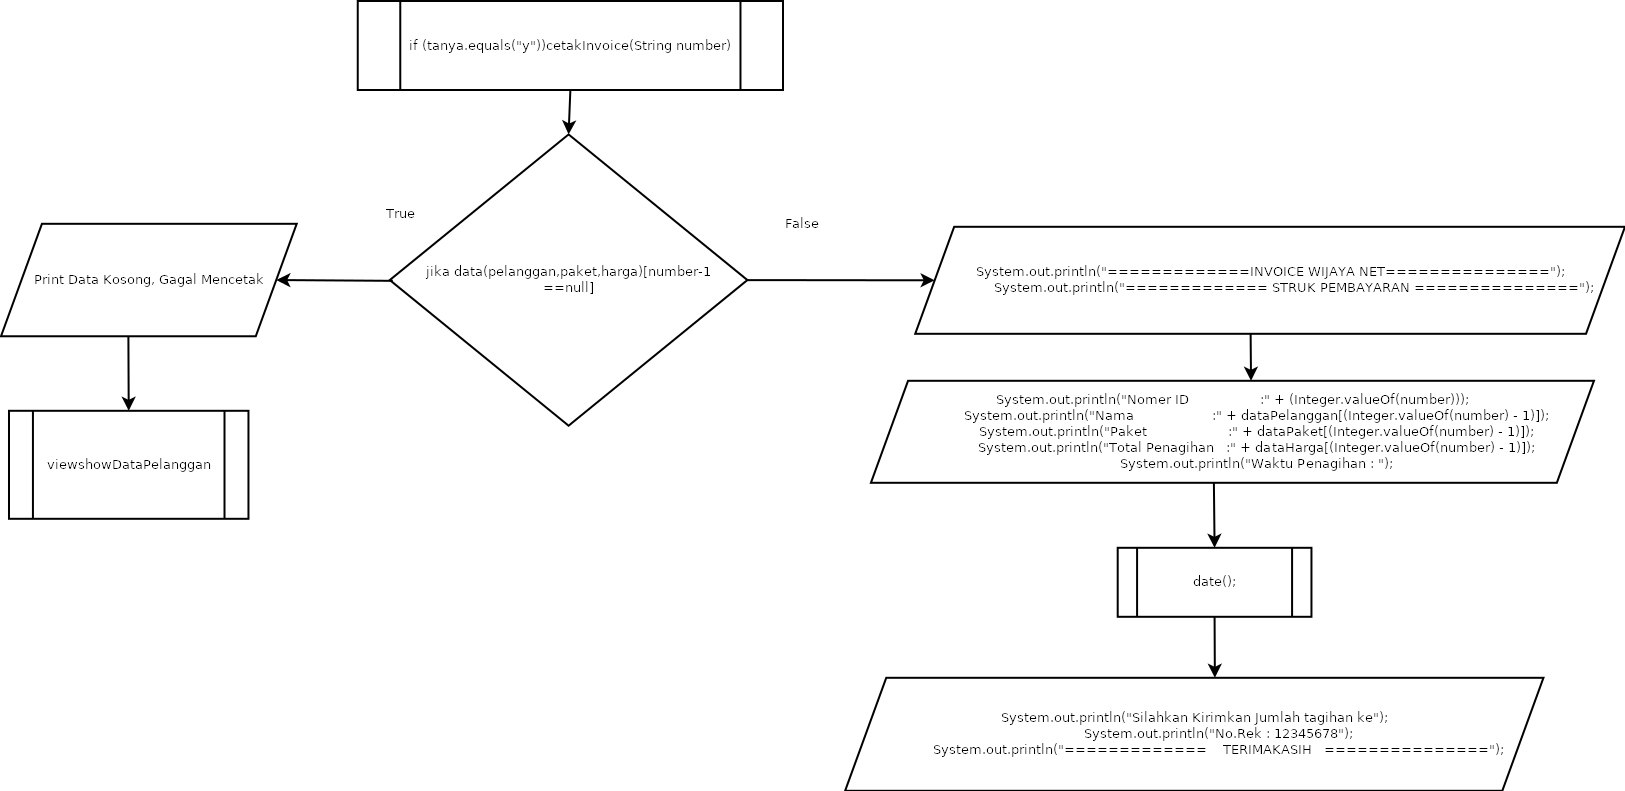 if (tanya.equals("y"))cetakInvoice(String number)
True
False
jika data(pelanggan,paket,harga)[number-1
==null]
Print Data Kosong, Gagal Mencetak
viewshowDataPelanggan
System.out.println("=============INVOICE WIJAYA NET===============");
System.out.println("============= STRUK PEMBAYARAN ===============");
System.out.println("Nomer ID                  :" + (Integer.valueOf(number)));
System.out.println("Nama                    :" + dataPelanggan[(Integer.valueOf(number) - 1)]);
System.out.println("Paket                    :" + dataPaket[(Integer.valueOf(number) - 1)]);
System.out.println("Total Penagihan   :" + dataHarga[(Integer.valueOf(number) - 1)]);
System.out.println("Waktu Penagihan : ");
date();
System.out.println("Silahkan Kirimkan Jumlah tagihan ke");
System.out.println("No.Rek : 12345678");
System.out.println("=============    TERIMAKASIH   ===============");